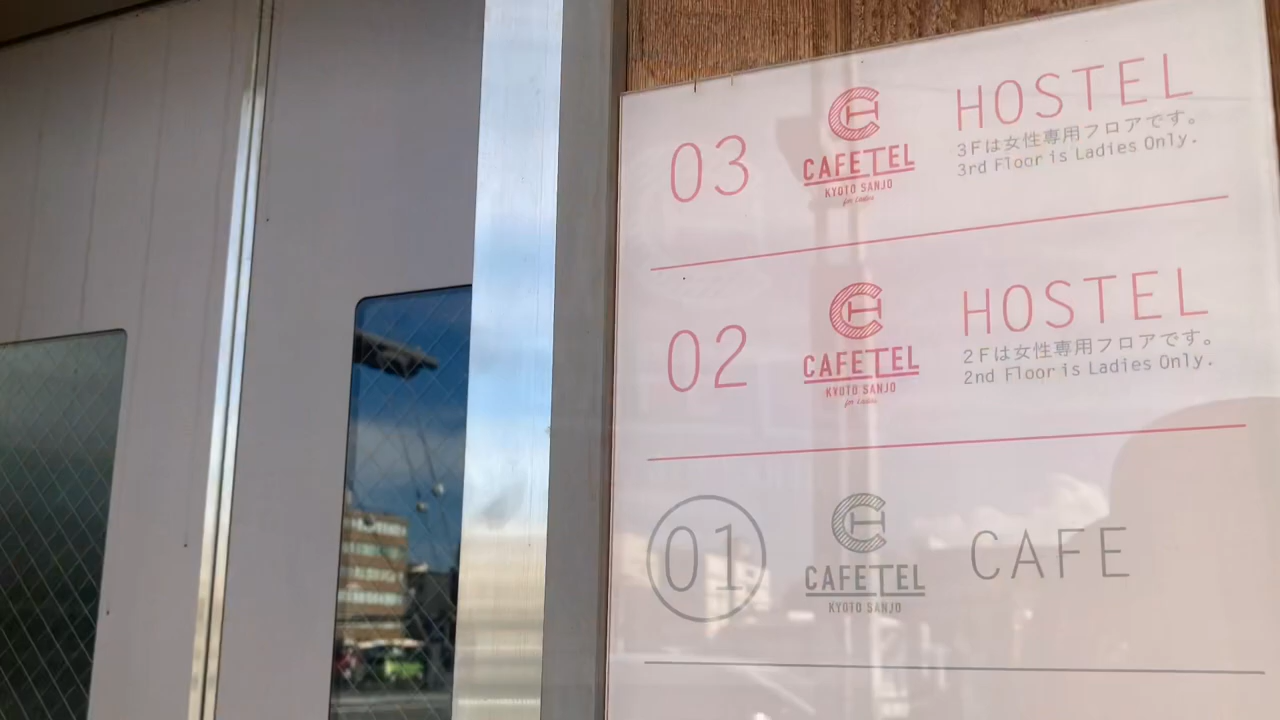 03
CAFETEL
KYOTO SANJO
for Ladies
HOSTEL
3Fは女性専用フロアです。
3rd Floor is Ladies Only.
02
CAFETEL
KYOTO SANJO
for Ladies
HOSTEL
2Fは女性専用フロアです。
2nd Floor is Ladies Only.
01
CAFETEL
KYOTO SANJO
CAFE